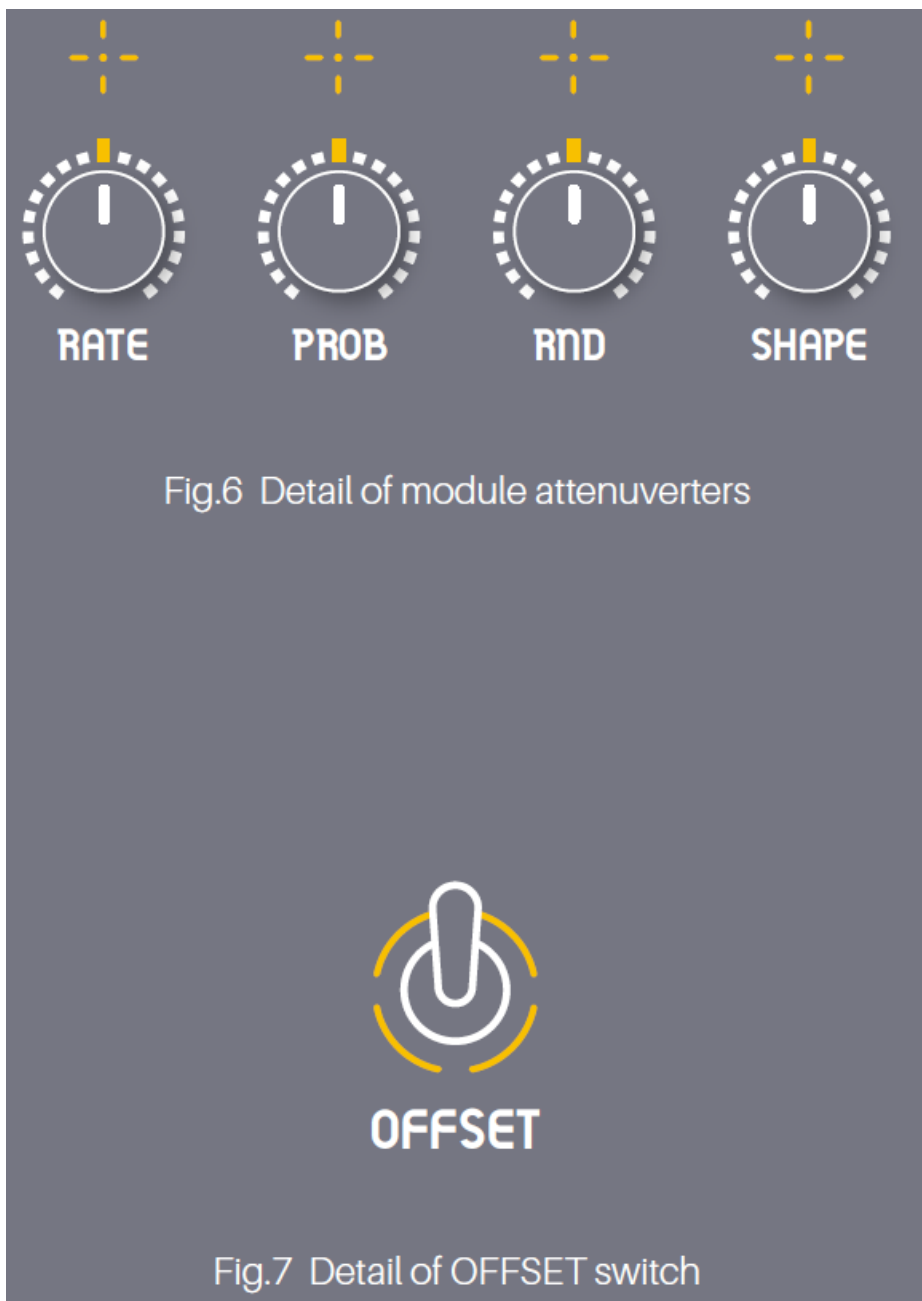 RATE PROB RND SHAPE
Fig.6 Detail of module attenuverters
OFFSET
Fig.7 Detail of OFFSET switch